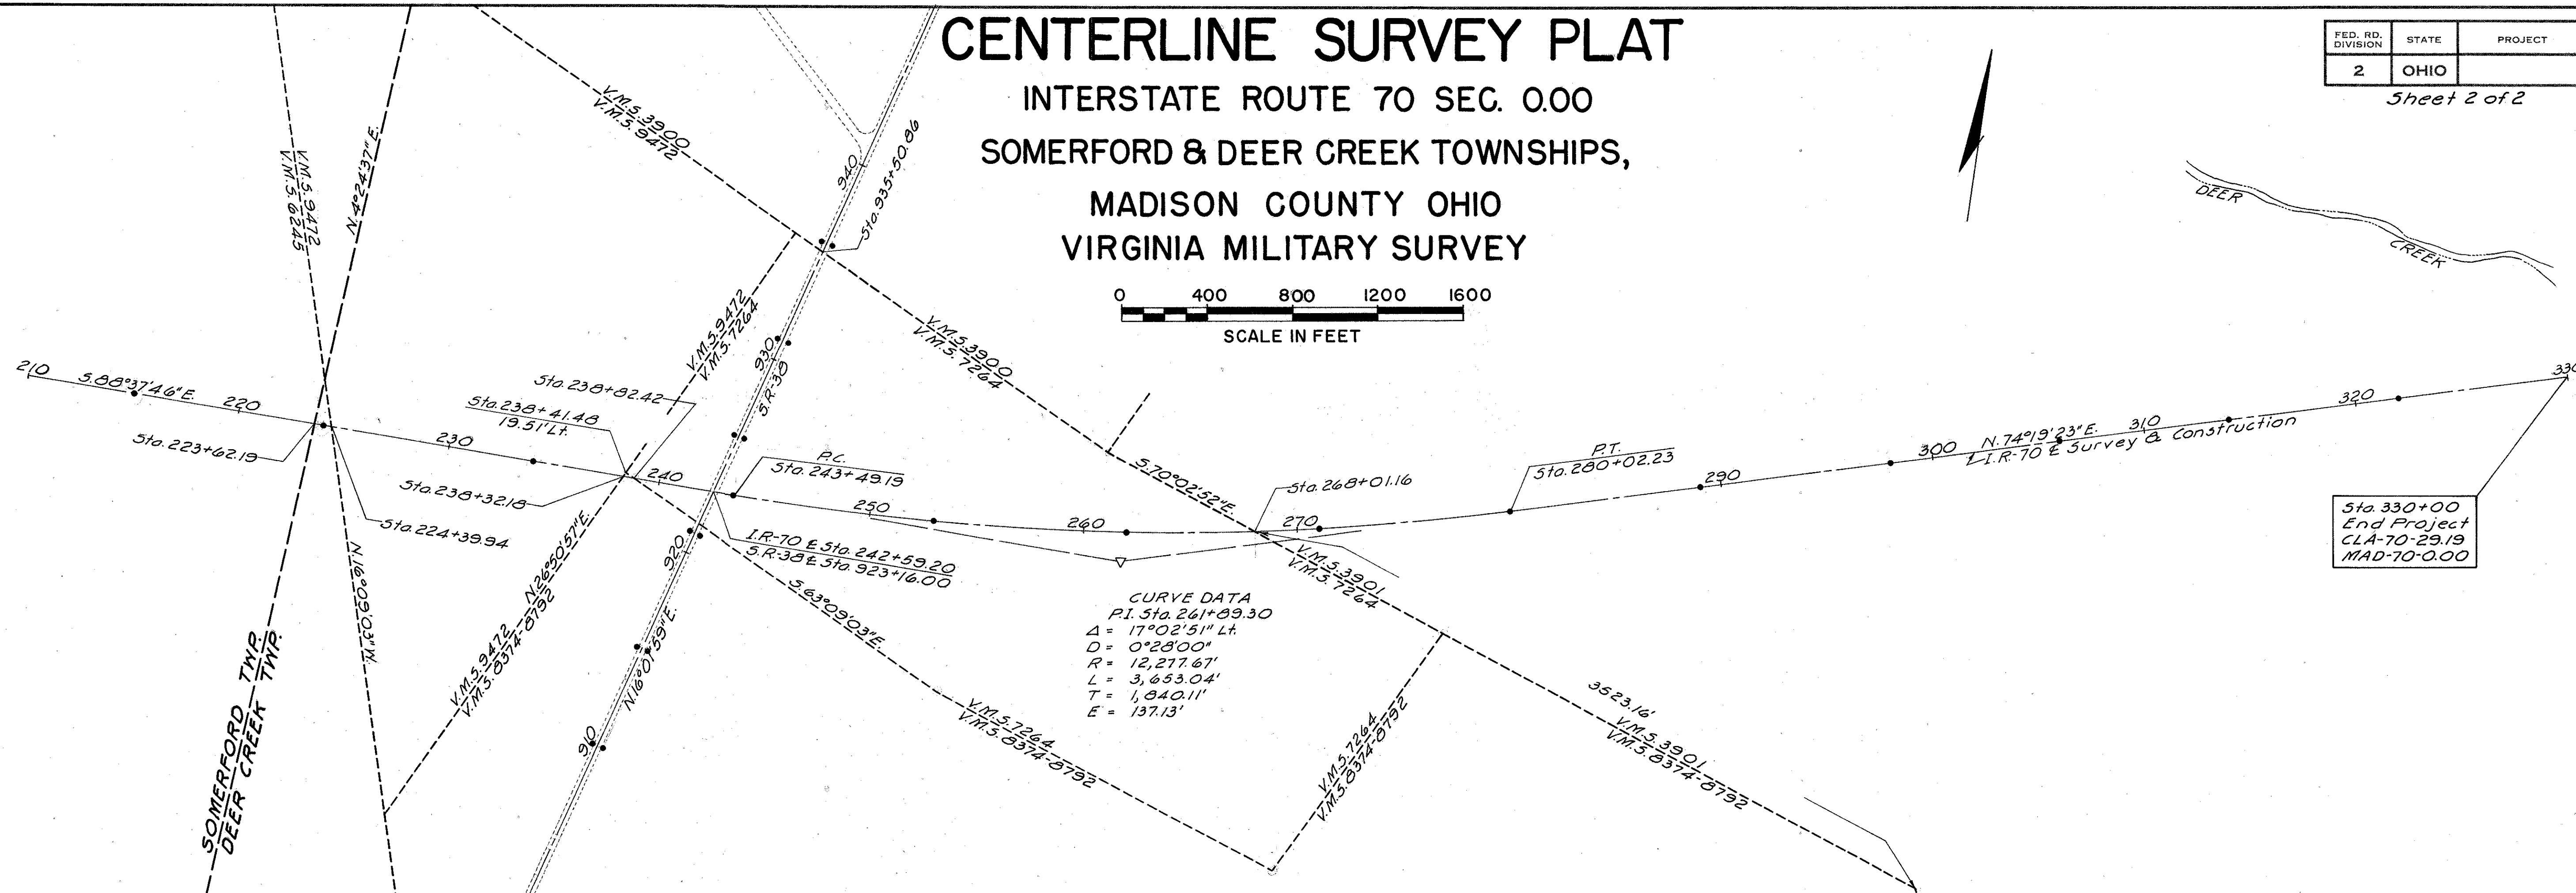 CENTERLINE SURVEY PLAT
INTERSTATE ROUTE 70 SEC. 0.00
SOMERFORD & DEER CREEK TOWNSHIPS,
MADISON COUNTY OHIO
VIRGINIA MILITARY SURVEY
0 400 800 1200 1600
SCALE IN FEET
FED. RD. DIVISION STATE PROJECT
2 OHIO
Sheet 2 of 2
DEER
CREEK
V.M.S. 3900
V.M.S. 9472
V.M.S. 9472
V.M.S. 6245
N.4°24'37"E.
940
Sta. 935+50.86
V.M.S. 9472
V.M.S. 7264
930
S.R.-38
V.M.S. 3900
V.M.S. 7264
210
S.88°37'46"E.
220
Sta. 223+62.19
230
Sta. 238+82.42
Sta. 238+41.48
19.51' Lt.
Sta. 238+32.18
Sta. 224+39.94
240
P.C.
Sta. 243+49.19
250
260
S.70°02'52"E.
Sta. 268+01.16
270
P.T.
Sta. 280+02.23
290
300
N.74°19'23"E.
310
I.R.-70 ℄ Survey & Construction
320
330
Sta. 330+00
End Project
CLA-70-29.19
MAD-70-0.00
920
I.R.-70 ℄ Sta. 242+59.20
S.R.-38 ℄ Sta. 923+16.00
V.M.S. 3901
V.M.S. 7264
N.16°09'03"W.
N.26°50'57"E.
V.M.S. 9472
V.M.S. 8374-8792
S.63°09'03"E.
N.16°01'59"E.
910
CURVE DATA
P.I. Sta. 261+89.30
Δ = 17°02'51" Lt.
D = 0°28'00"
R = 12,277.67'
L = 3,653.04'
T = 1,840.11'
E = 137.13'
V.M.S. 7264
V.M.S. 8374-8792
V.M.S. 7264
V.M.S. 8374-8792
3523.16'
V.M.S. 3901
V.M.S. 8374-8792
SOMERFORD TWP.
DEER CREEK TWP.